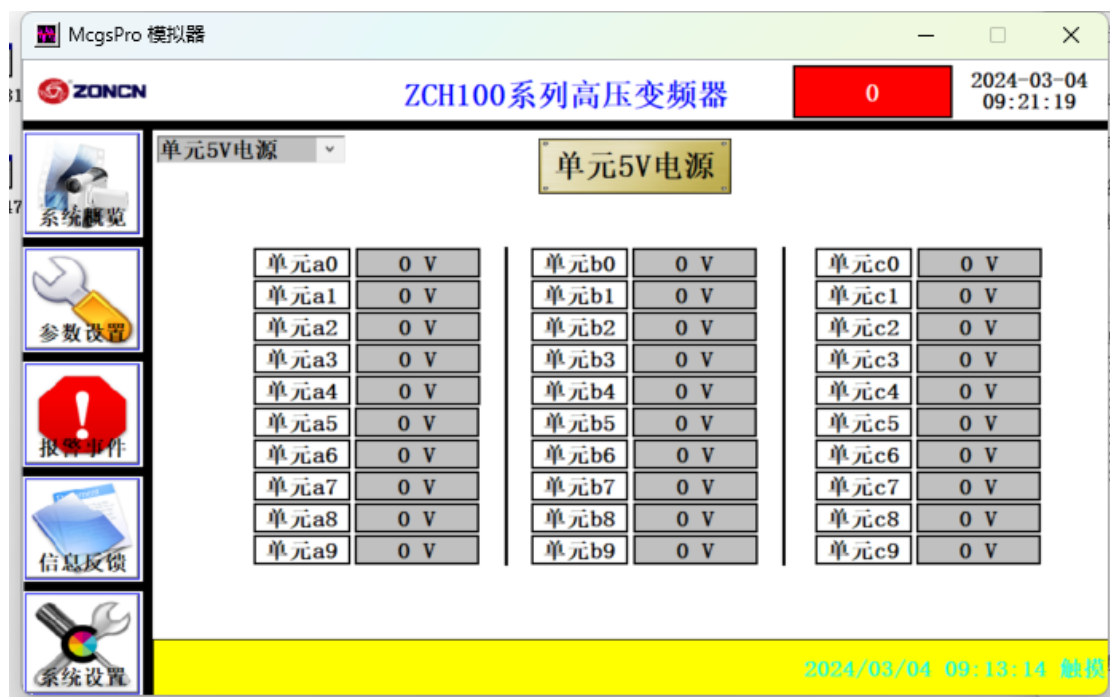 McgsPro 模拟器
ZONCN
ZCH100系列高压变频器
0
2024-03-04
09:21:19
单元5V电源
单元5V电源
系统概览
参数设置
报警事件
信息反馈
系统设置
单元a0 0 V 单元b0 0 V 单元c0 0 V
单元a1 0 V 单元b1 0 V 单元c1 0 V
单元a2 0 V 单元b2 0 V 单元c2 0 V
单元a3 0 V 单元b3 0 V 单元c3 0 V
单元a4 0 V 单元b4 0 V 单元c4 0 V
单元a5 0 V 单元b5 0 V 单元c5 0 V
单元a6 0 V 单元b6 0 V 单元c6 0 V
单元a7 0 V 单元b7 0 V 单元c7 0 V
单元a8 0 V 单元b8 0 V 单元c8 0 V
单元a9 0 V 单元b9 0 V 单元c9 0 V
2024/03/04 09:13:14 触摸